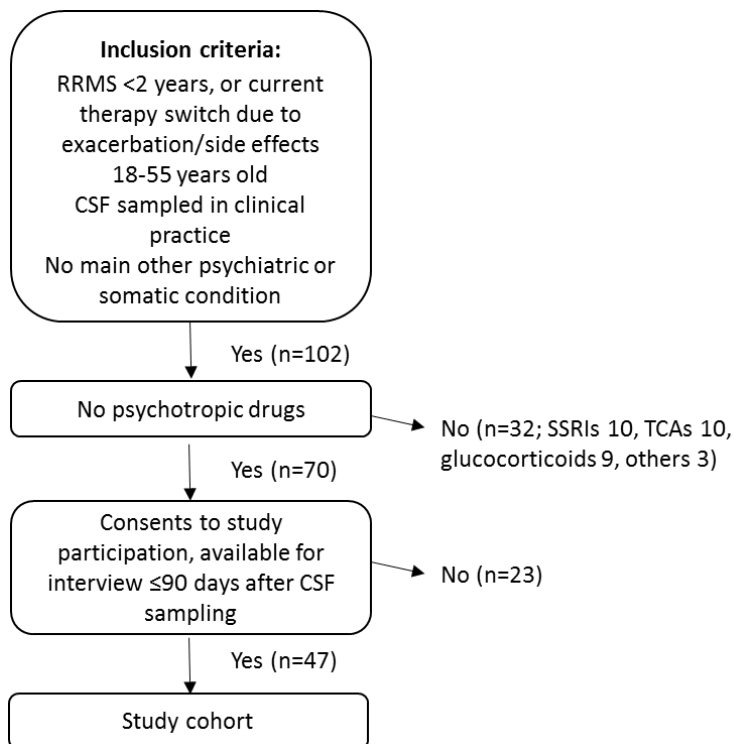 Inclusion criteria:
RRMS <2 years, or current
therapy switch due to
exacerbation/side effects
18-55 years old
CSF sampled in clinical
practice
No main other psychiatric or
somatic condition
Yes (n=102)
No psychotropic drugs
No (n=32; SSRIs 10, TCAs 10,
glucocorticoids 9, others 3)
Yes (n=70)
Consents to study
participation, available for
interview ≤90 days after CSF
sampling
No (n=23)
Yes (n=47)
Study cohort